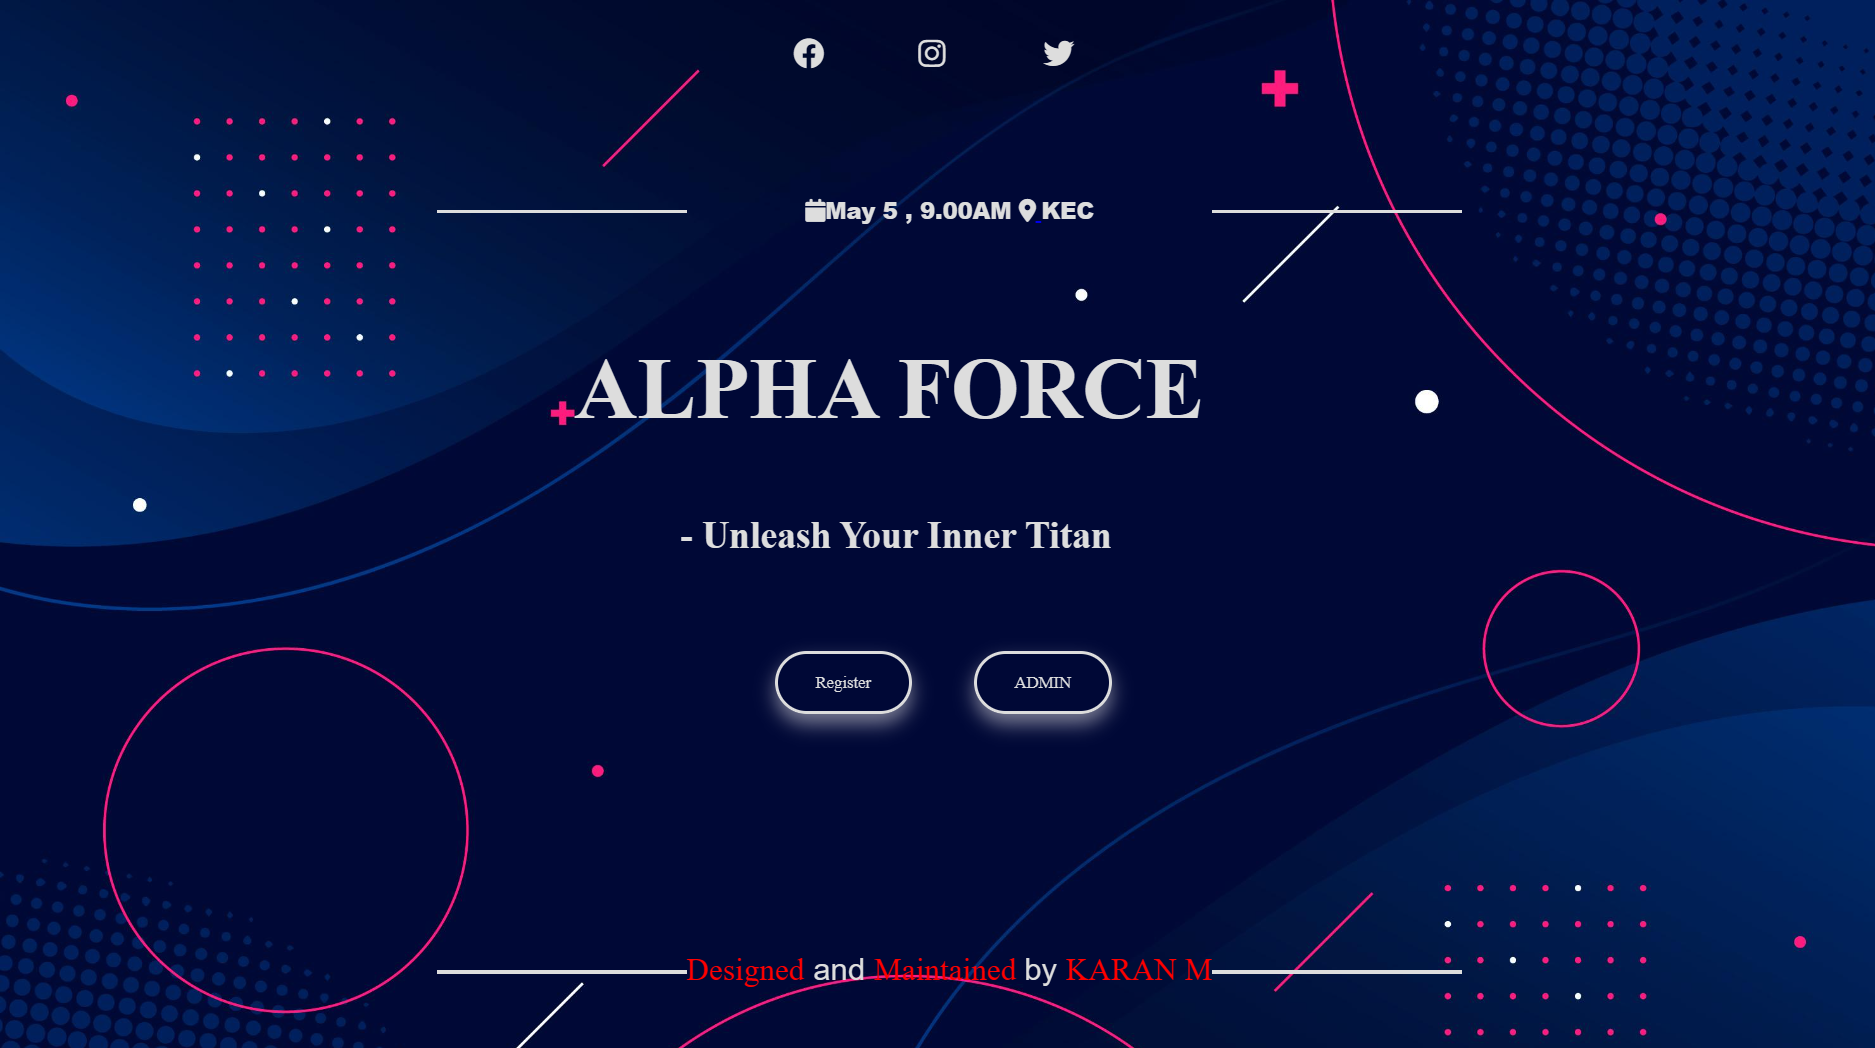 May 5 , 9.00AM KEC
ALPHA FORCE
- Unleash Your Inner Titan
Register
ADMIN
Designed and Maintained by KARAN M